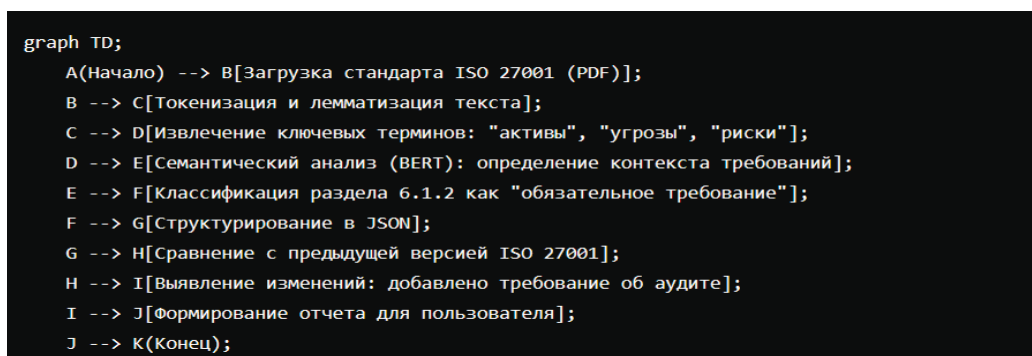 graph TD;
A(Начало) --> B[Загрузка стандарта ISO 27001 (PDF)];
B --> C[Токенизация и лемматизация текста];
C --> D[Извлечение ключевых терминов: "активы", "угрозы", "риски"];
D --> E[Семантический анализ (BERT): определение контекста требований];
E --> F[Классификация раздела 6.1.2 как "обязательное требование"];
F --> G[Структурирование в JSON];
G --> H[Сравнение с предыдущей версией ISO 27001];
H --> I[Выявление изменений: добавлено требование об аудите];
I --> J[Формирование отчета для пользователя];
J --> K(Конец);